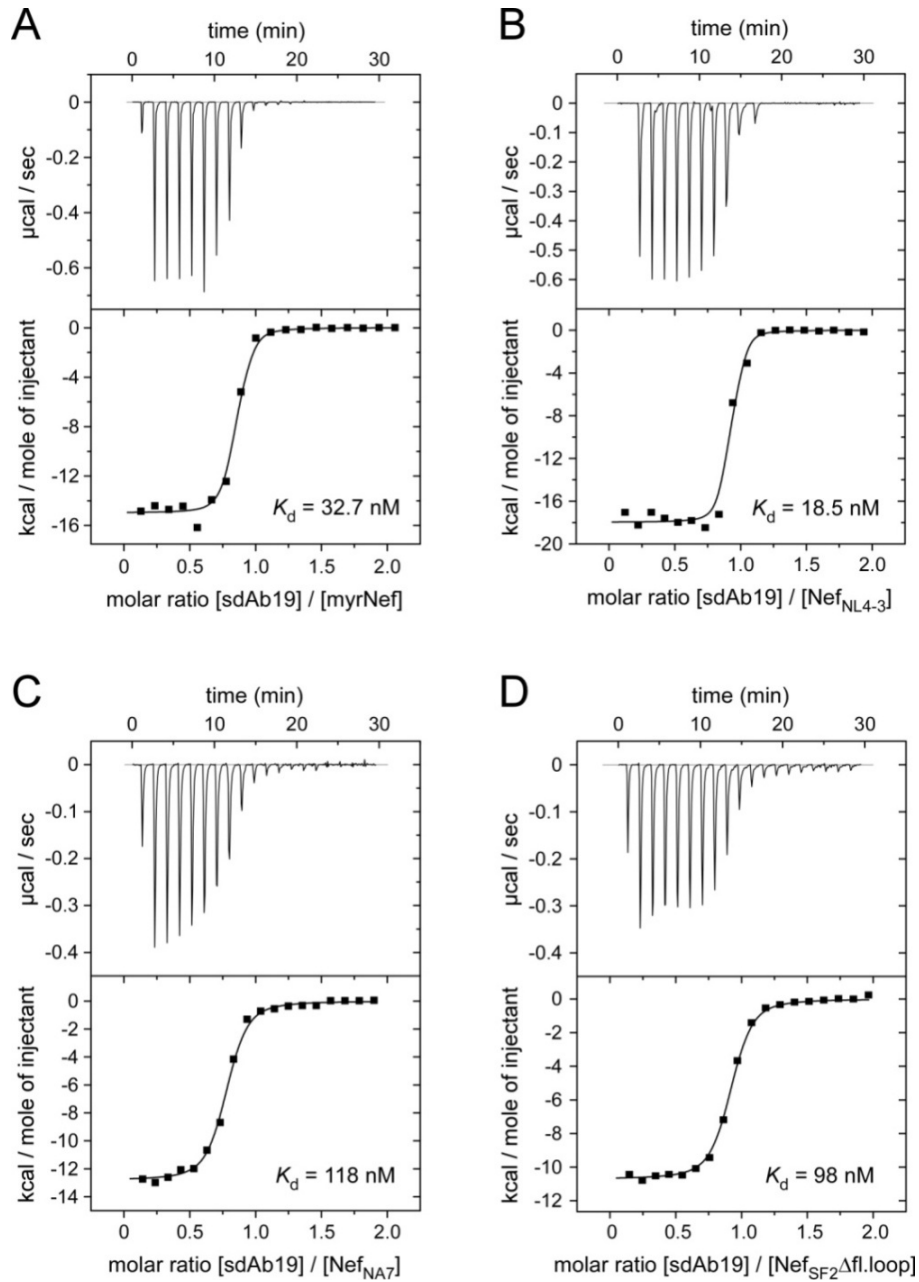 A
time (min)
0 10 20 30
0
-0.2
-0.4
-0.6
µcal / sec
0
-4
-8
-12
-16
kcal / mole of injectant
Kd = 32.7 nM
0 0.5 1.0 1.5 2.0
molar ratio [sdAb19] / [myrNef]
B
time (min)
0 10 20 30
0
-0.1
-0.2
-0.3
-0.4
-0.5
-0.6
µcal / sec
0
-4
-8
-12
-16
-20
kcal / mole of injectant
Kd = 18.5 nM
0 0.5 1.0 1.5 2.0
molar ratio [sdAb19] / [NefNL4-3]
C
time (min)
0 10 20 30
0
-0.1
-0.2
-0.3
-0.4
µcal / sec
0
-2
-4
-6
-8
-10
-12
-14
kcal / mole of injectant
Kd = 118 nM
0 0.5 1.0 1.5 2.0
molar ratio [sdAb19] / [NefNA7]
D
time (min)
0 10 20 30
0
-0.1
-0.2
-0.3
-0.4
µcal / sec
0
-2
-4
-6
-8
-10
-12
kcal / mole of injectant
Kd = 98 nM
0 0.5 1.0 1.5 2.0
molar ratio [sdAb19] / [NefSF2Δfl.loop]